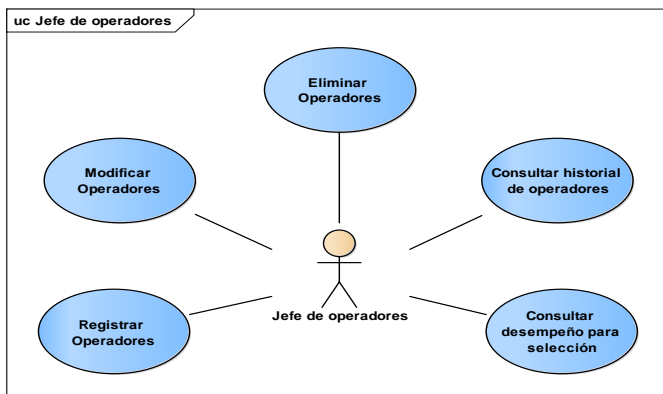 uc Jefe de operadores
Eliminar
Operadores
Modificar
Operadores
Consultar historial
de operadores
Jefe de operadores
Registrar
Operadores
Consultar
desempeño para
selección